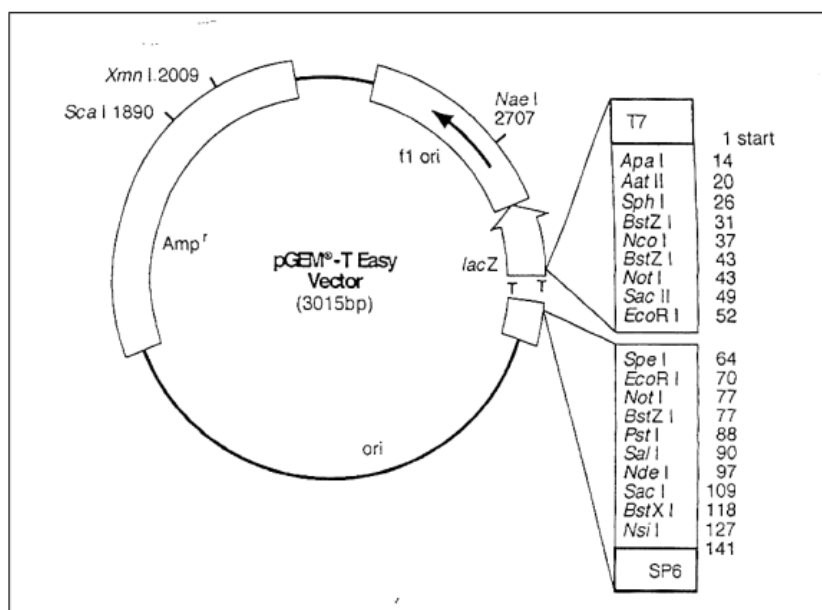 Xmn I 2009
Sca I 1890
Nae I
2707
f1 ori
Amp r
pGEM®-T Easy
Vector
(3015bp)
lacZ
T T
ori
T7
1 start
Apa I 14
Aat II 20
Sph I 26
BstZ I 31
Nco I 37
BstZ I 43
Not I 43
Sac II 49
EcoR I 52
Spe I 64
EcoR I 70
Not I 77
BstZ I 77
Pst I 88
Sal I 90
Nde I 97
Sac I 109
BstX I 118
Nsi I 127
141
SP6